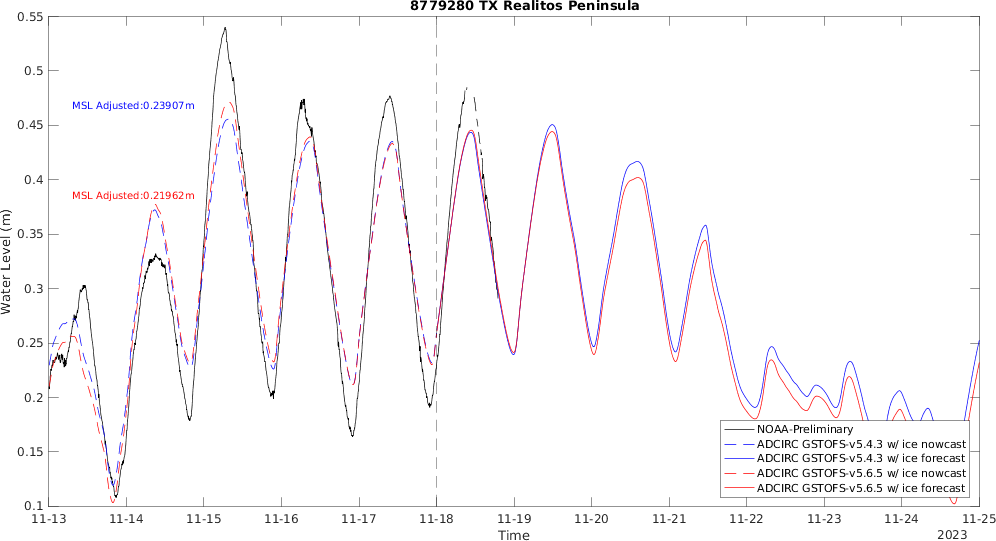 8779280 TX Realitos Peninsula
Water Level (m)
0.55
0.5
0.45
0.4
0.35
0.3
0.25
0.2
0.15
0.1
MSL Adjusted:0.23907m
MSL Adjusted:0.21962m
NOAA-Preliminary
ADCIRC GSTOFS-v5.4.3 w/ ice nowcast
ADCIRC GSTOFS-v5.4.3 w/ ice forecast
ADCIRC GSTOFS-v5.6.5 w/ ice nowcast
ADCIRC GSTOFS-v5.6.5 w/ ice forecast
11-13 11-14 11-15 11-16 11-17 11-18 11-19 11-20 11-21 11-22 11-23 11-24 11-25
Time
2023